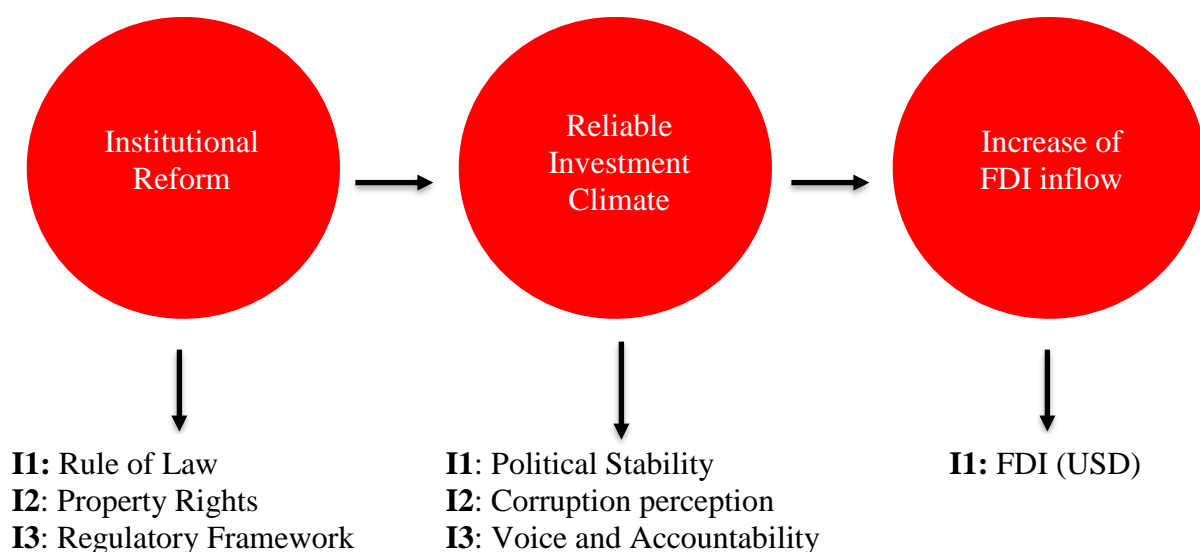 Institutional
Reform
Reliable
Investment
Climate
Increase of
FDI inflow
I1: Rule of Law
I2: Property Rights
I3: Regulatory Framework
I1: Political Stability
I2: Corruption perception
I3: Voice and Accountability
I1: FDI (USD)